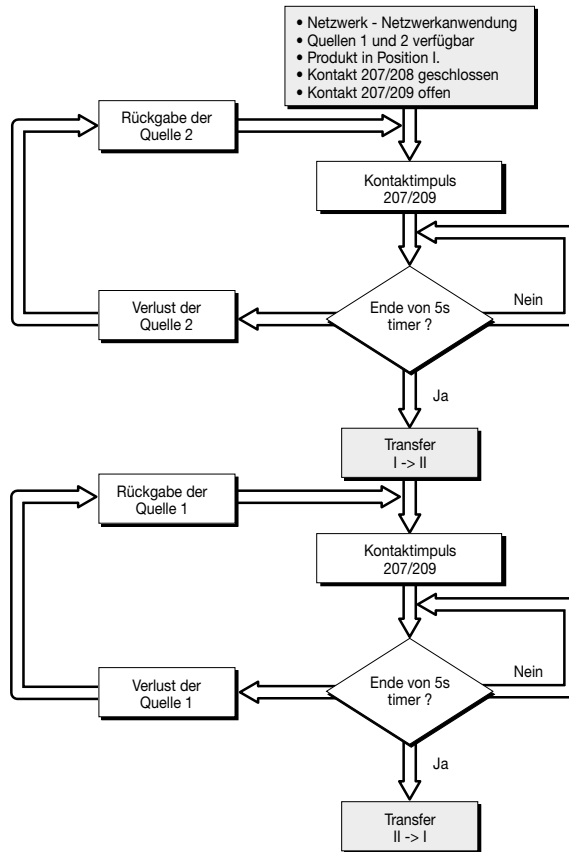 • Netzwerk - Netzwerkanwendung
• Quellen 1 und 2 verfügbar
• Produkt in Position I.
• Kontakt 207/208 geschlossen
• Kontakt 207/209 offen
Rückgabe der
Quelle 2
Kontaktimpuls
207/209
Verlust der
Quelle 2
Ende von 5s
timer ?
Nein
Ja
Transfer
I -> II
Rückgabe der
Quelle 1
Kontaktimpuls
207/209
Verlust der
Quelle 1
Ende von 5s
timer ?
Nein
Ja
Transfer
II -> I